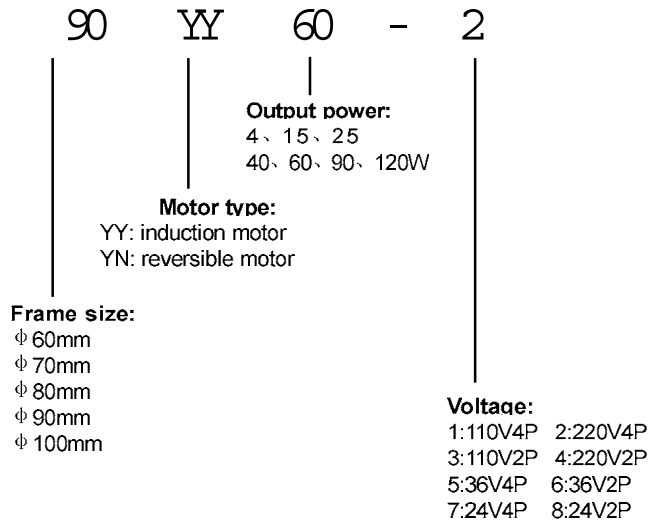 90 YY 60 - 2
Output power:
4、15、25
40、60、90、120W
Motor type:
YY: induction motor
YN: reversible motor
Frame size:
φ60mm
φ70mm
φ80mm
φ90mm
φ100mm
Voltage:
1:110V4P 2:220V4P
3:110V2P 4:220V2P
5:36V4P 6:36V2P
7:24V4P 8:24V2P